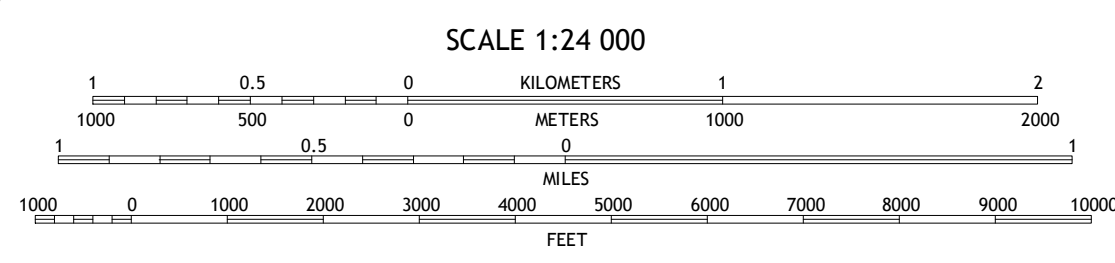 SCALE 1:24 000
1 0.5 0 KILOMETERS 1 2
1000 500 0 METERS 1000 2000
1 0.5 0 1
MILES
1000 0 1000 2000 3000 4000 5000 6000 7000 8000 9000 10000
FEET